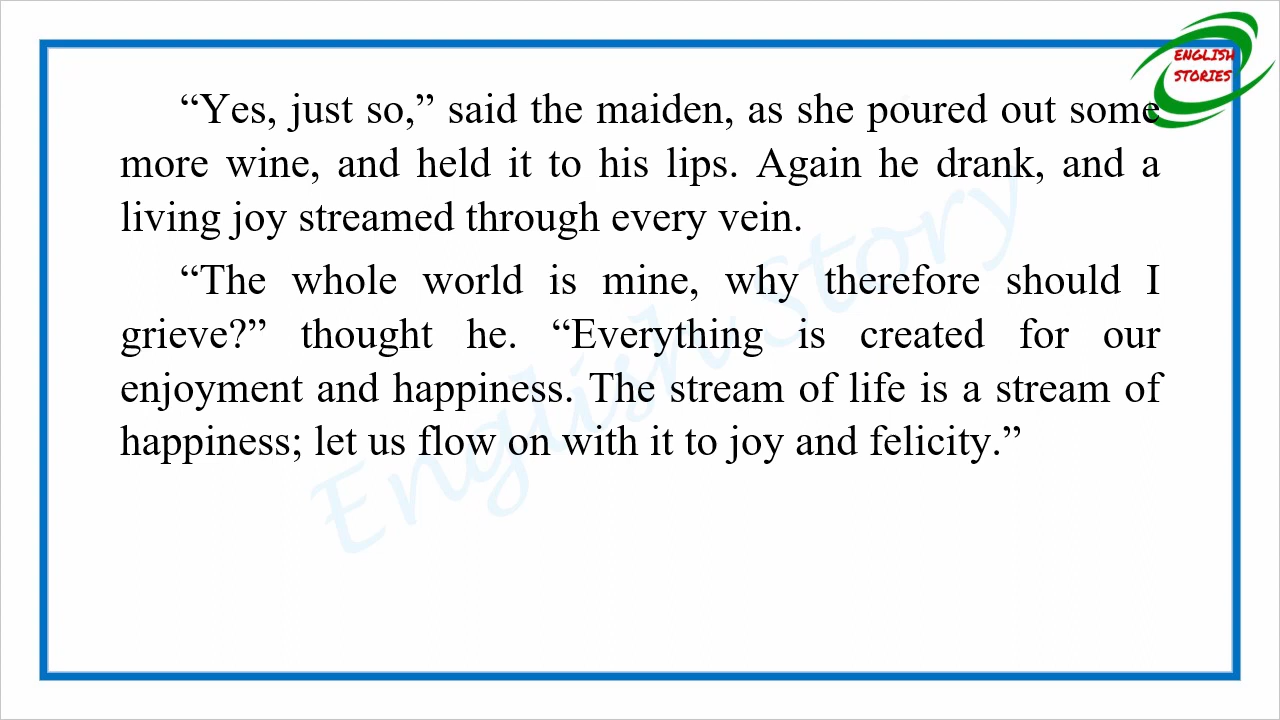 ENGLISH
STORIES
“Yes, just so,” said the maiden, as she poured out some
more wine, and held it to his lips. Again he drank, and a
living joy streamed through every vein.
“The whole world is mine, why therefore should I
grieve?” thought he. “Everything is created for our
enjoyment and happiness. The stream of life is a stream of
happiness; let us flow on with it to joy and felicity.”
English Story